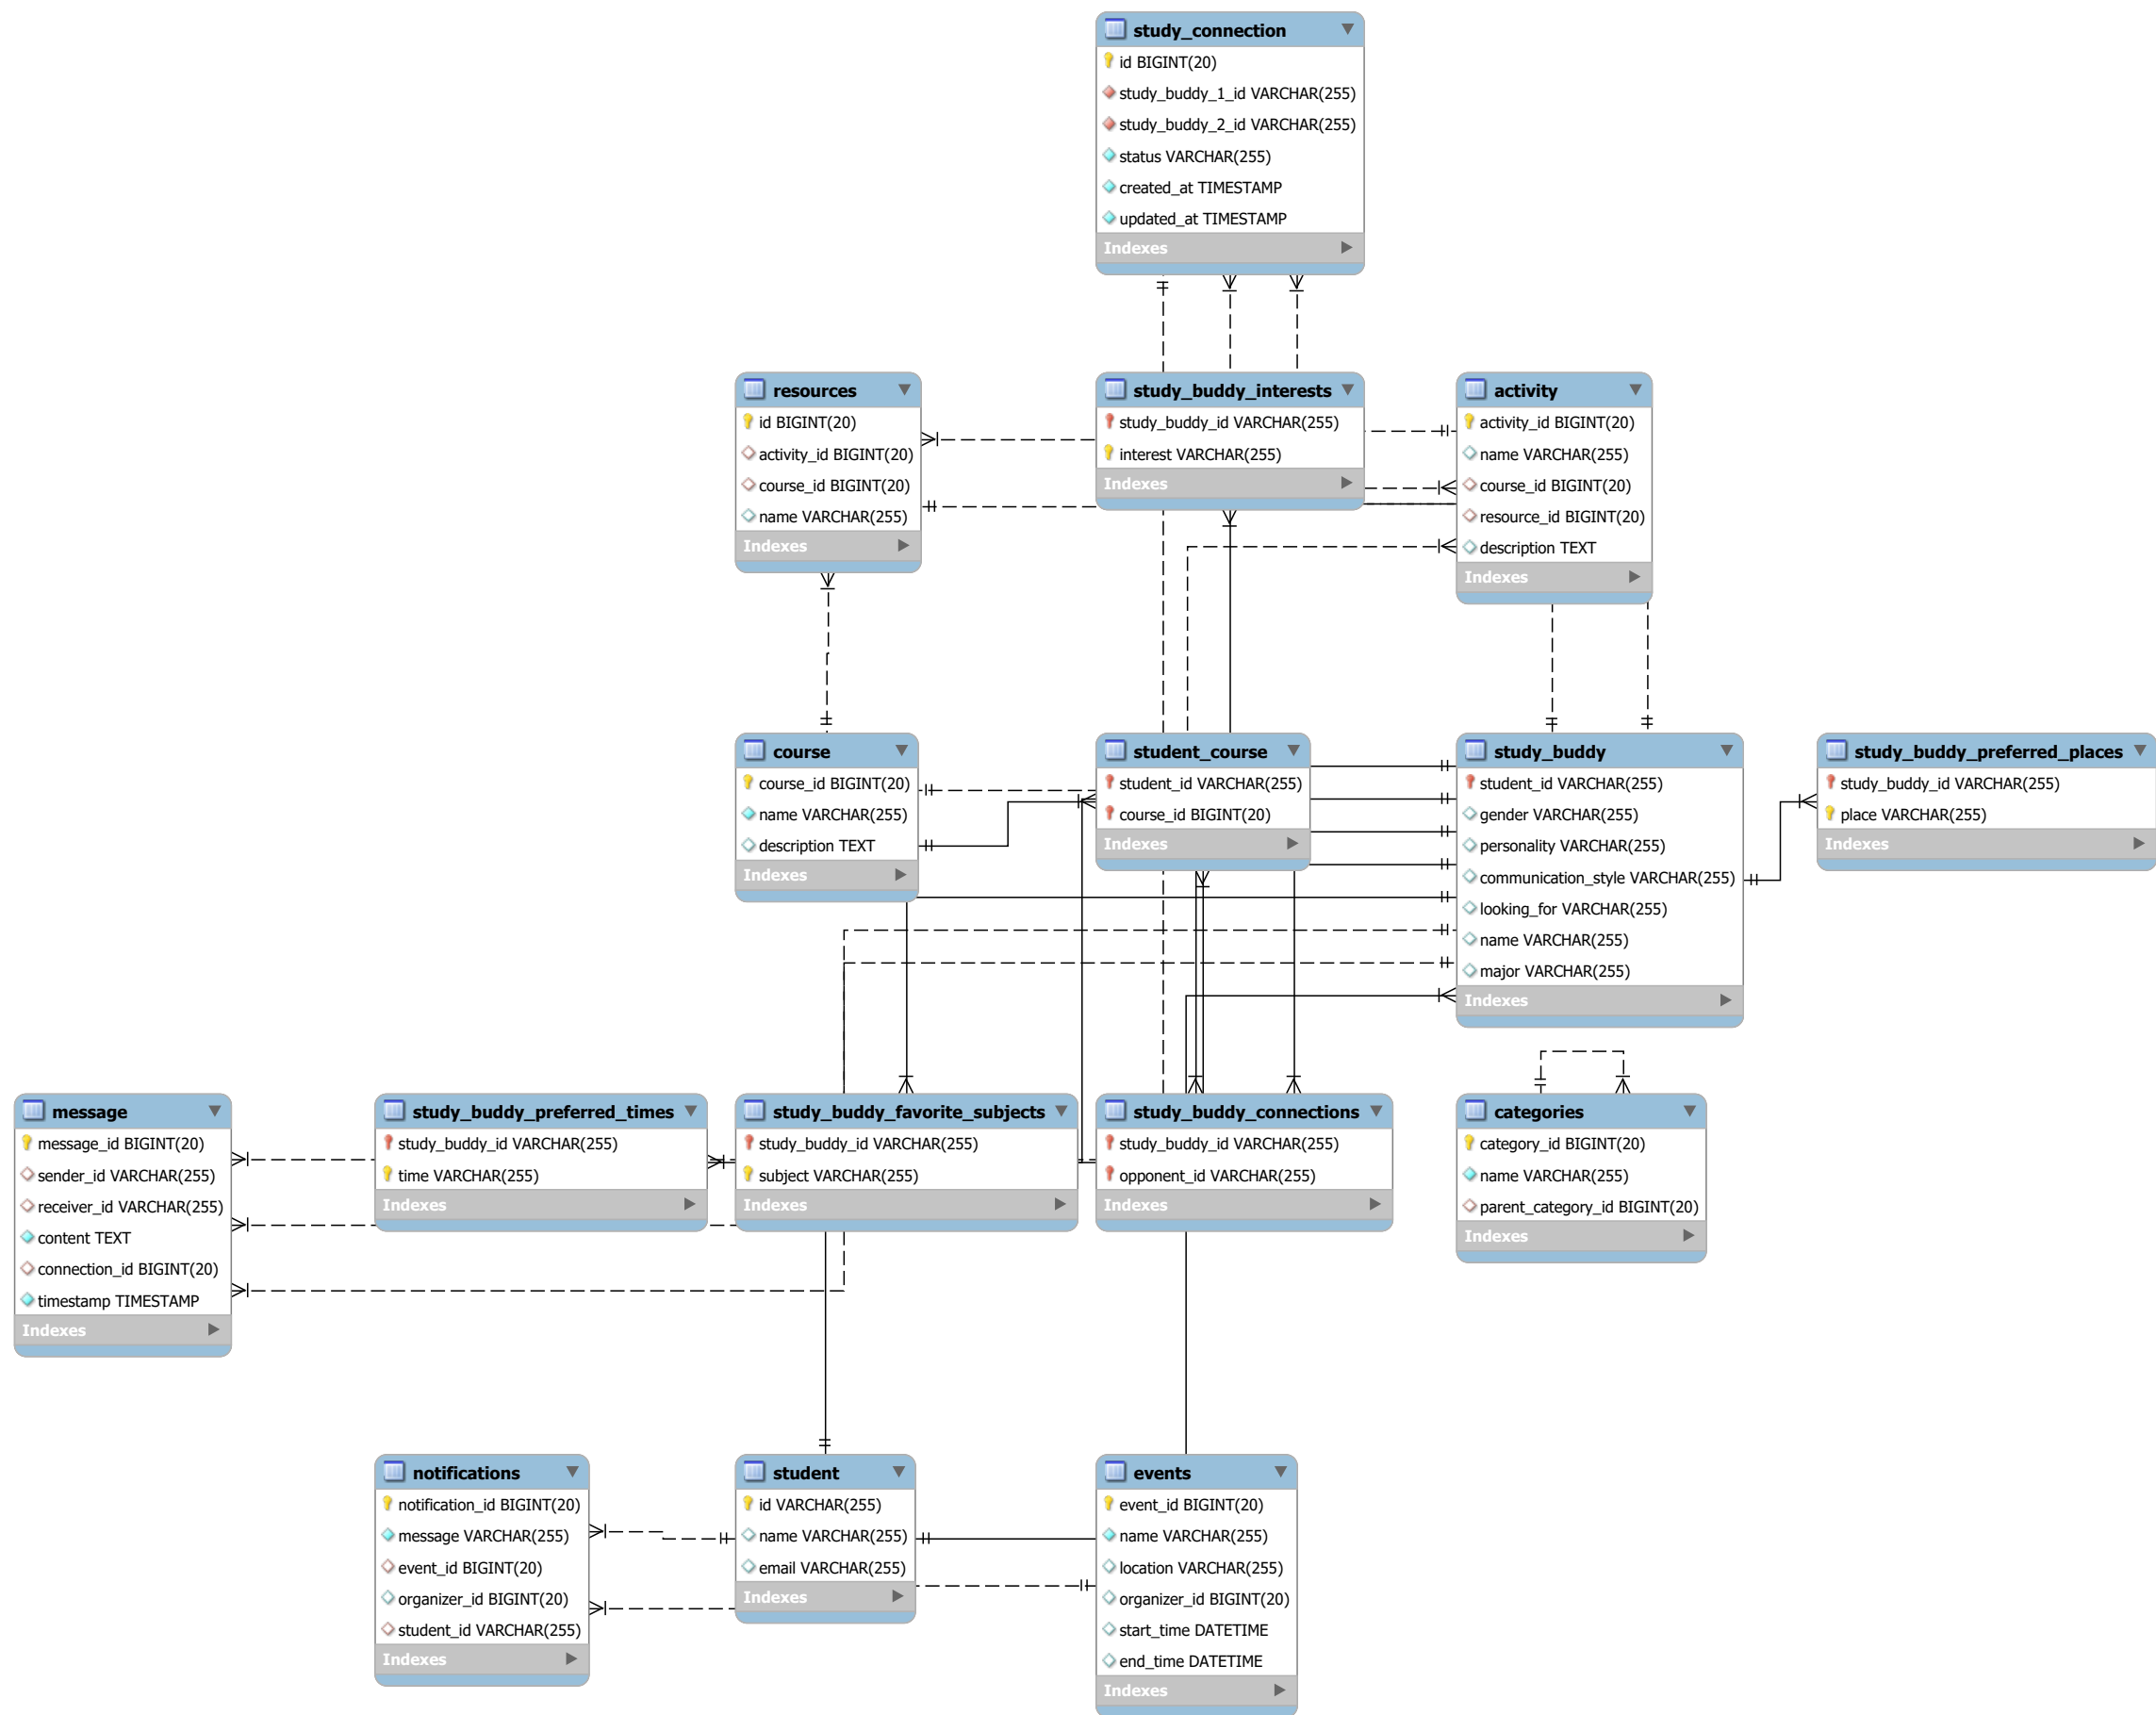 study_connection
id BIGINT(20)
study_buddy_1_id VARCHAR(255)
study_buddy_2_id VARCHAR(255)
status VARCHAR(255)
created_at TIMESTAMP
updated_at TIMESTAMP
Indexes
resources
id BIGINT(20)
activity_id BIGINT(20)
course_id BIGINT(20)
name VARCHAR(255)
Indexes
study_buddy_interests
study_buddy_id VARCHAR(255)
interest VARCHAR(255)
Indexes
activity
activity_id BIGINT(20)
name VARCHAR(255)
course_id BIGINT(20)
resource_id BIGINT(20)
description TEXT
Indexes
course
course_id BIGINT(20)
name VARCHAR(255)
description TEXT
Indexes
student_course
student_id VARCHAR(255)
course_id BIGINT(20)
Indexes
study_buddy
student_id VARCHAR(255)
gender VARCHAR(255)
personality VARCHAR(255)
communication_style VARCHAR(255)
looking_for VARCHAR(255)
name VARCHAR(255)
major VARCHAR(255)
Indexes
study_buddy_preferred_places
study_buddy_id VARCHAR(255)
place VARCHAR(255)
Indexes
message
message_id BIGINT(20)
sender_id VARCHAR(255)
receiver_id VARCHAR(255)
content TEXT
connection_id BIGINT(20)
timestamp TIMESTAMP
Indexes
study_buddy_preferred_times
study_buddy_id VARCHAR(255)
time VARCHAR(255)
Indexes
study_buddy_favorite_subjects
study_buddy_id VARCHAR(255)
subject VARCHAR(255)
Indexes
study_buddy_connections
study_buddy_id VARCHAR(255)
opponent_id VARCHAR(255)
Indexes
categories
category_id BIGINT(20)
name VARCHAR(255)
parent_category_id BIGINT(20)
Indexes
notifications
notification_id BIGINT(20)
message VARCHAR(255)
event_id BIGINT(20)
organizer_id BIGINT(20)
student_id VARCHAR(255)
Indexes
student
id VARCHAR(255)
name VARCHAR(255)
email VARCHAR(255)
Indexes
events
event_id BIGINT(20)
name VARCHAR(255)
location VARCHAR(255)
organizer_id BIGINT(20)
start_time DATETIME
end_time DATETIME
Indexes